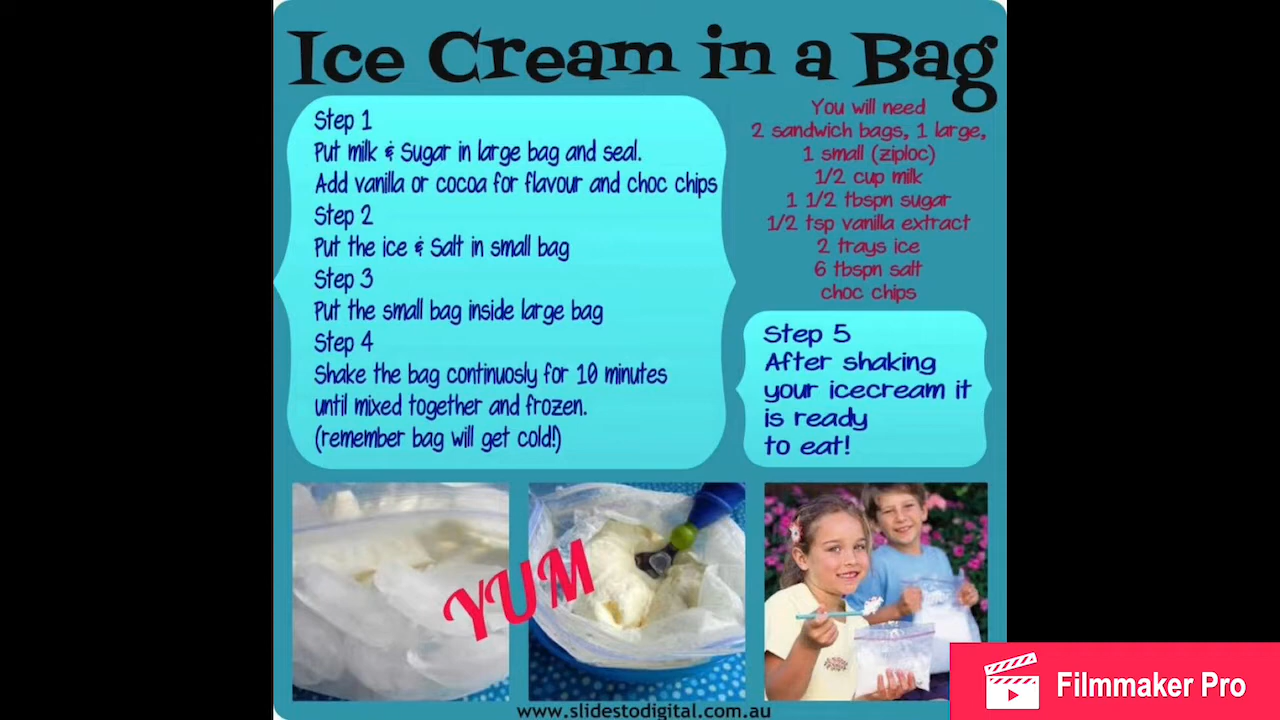 Ice Cream in a Bag
Step 1
Put milk & Sugar in large bag and seal.
Add vanilla or cocoa for flavour and choc chips
Step 2
Put the ice & Salt in small bag
Step 3
Put the small bag inside large bag
Step 4
Shake the bag continuosly for 10 minutes
until mixed together and frozen.
(remember bag will get cold!)
You will need
2 sandwich bags, 1 large,
1 small (ziploc)
1/2 cup milk
1 1/2 tbspn sugar
1/2 tsp vanilla extract
2 trays ice
6 tbspn salt
choc chips
Step 5
After shaking
your icecream it
is ready
to eat!
YUM
www.slidestodigital.com.au
Filmmaker Pro